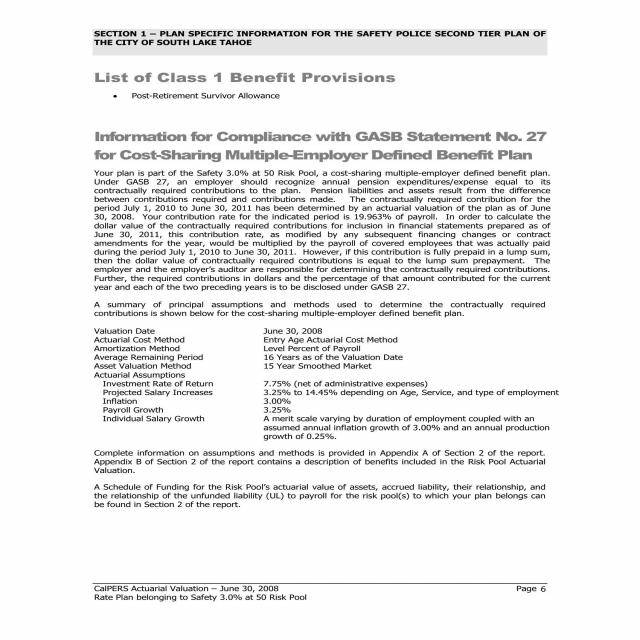 SECTION 1 – PLAN SPECIFIC INFORMATION FOR THE SAFETY POLICE SECOND TIER PLAN OF
THE CITY OF SOUTH LAKE TAHOE
List of Class 1 Benefit Provisions
• Post-Retirement Survivor Allowance
Information for Compliance with GASB Statement No. 27
for Cost-Sharing Multiple-Employer Defined Benefit Plan
Your plan is part of the Safety 3.0% at 50 Risk Pool, a cost-sharing multiple-employer defined benefit plan.
Under GASB 27, an employer should recognize annual pension expenditures/expense equal to its
contractually required contributions to the plan. Pension liabilities and assets result from the difference
between contributions required and contributions made. The contractually required contribution for the
period July 1, 2010 to June 30, 2011 has been determined by an actuarial valuation of the plan as of June
30, 2008. Your contribution rate for the indicated period is 19.963% of payroll. In order to calculate the
dollar value of the contractually required contributions for inclusion in financial statements prepared as of
June 30, 2011, this contribution rate, as modified by any subsequent financing changes or contract
amendments for the year, would be multiplied by the payroll of covered employees that was actually paid
during the period July 1, 2010 to June 30, 2011. However, if this contribution is fully prepaid in a lump sum,
then the dollar value of contractually required contributions is equal to the lump sum prepayment. The
employer and the employer's auditor are responsible for determining the contractually required contributions.
Further, the required contributions in dollars and the percentage of that amount contributed for the current
year and each of the two preceding years is to be disclosed under GASB 27.
A summary of principal assumptions and methods used to determine the contractually required
contributions is shown below for the cost-sharing multiple-employer defined benefit plan.
Valuation Date June 30, 2008
Actuarial Cost Method Entry Age Actuarial Cost Method
Amortization Method Level Percent of Payroll
Average Remaining Period 16 Years as of the Valuation Date
Asset Valuation Method 15 Year Smoothed Market
Actuarial Assumptions
Investment Rate of Return 7.75% (net of administrative expenses)
Projected Salary Increases 3.25% to 14.45% depending on Age, Service, and type of employment
Inflation 3.00%
Payroll Growth 3.25%
Individual Salary Growth A merit scale varying by duration of employment coupled with an
assumed annual inflation growth of 3.00% and an annual production
growth of 0.25%.
Complete information on assumptions and methods is provided in Appendix A of Section 2 of the report.
Appendix B of Section 2 of the report contains a description of benefits included in the Risk Pool Actuarial
Valuation.
A Schedule of Funding for the Risk Pool's actuarial value of assets, accrued liability, their relationship, and
the relationship of the unfunded liability (UL) to payroll for the risk pool(s) to which your plan belongs can
be found in Section 2 of the report.
CalPERS Actuarial Valuation – June 30, 2008 Page 6
Rate Plan belonging to Safety 3.0% at 50 Risk Pool